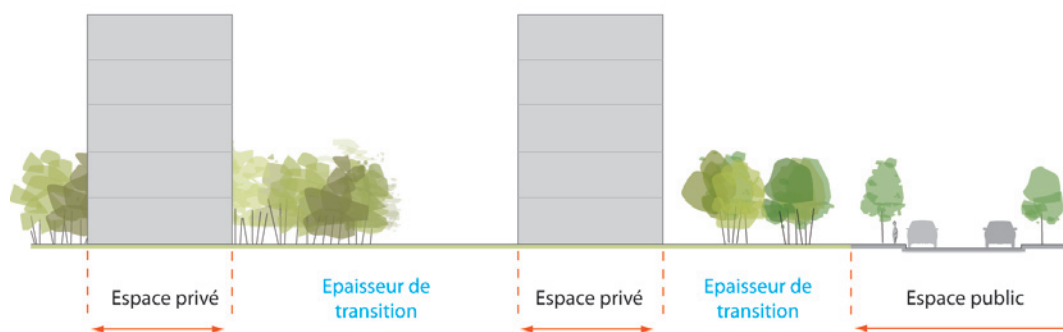 Espace privé
Epaisseur de
transition
Espace privé
Epaisseur de
transition
Espace public